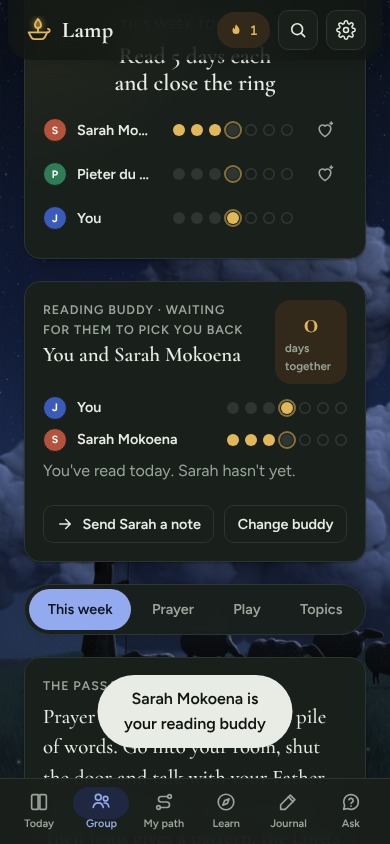 Lamp
1
Read 5 days each
and close the ring
S
Sarah Mo...
P
Pieter du ...
J
You
READING BUDDY · WAITING
FOR THEM TO PICK YOU BACK
You and Sarah Mokoena
0
days
together
J
You
S
Sarah Mokoena
You've read today. Sarah hasn't yet.
Send Sarah a note
Change buddy
This week
Prayer
Play
Topics
THE PASS
Sarah Mokoena is
your reading buddy
Prayer
pile
of words. Go into your room, shut
the door and talk with your Father
Today
Group
My path
Learn
Journal
Ask